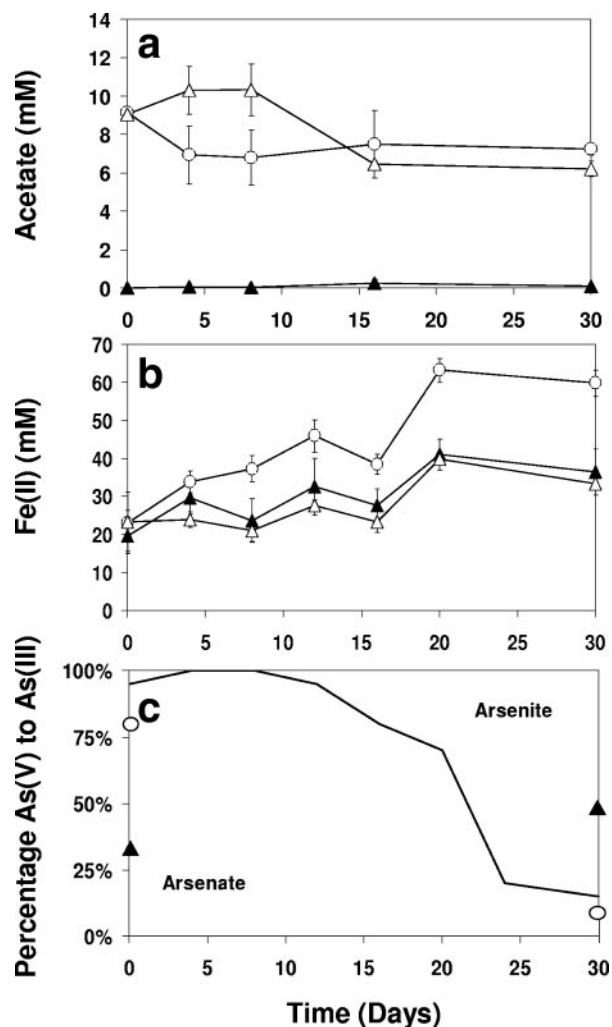 a
Acetate (mM)
14
12
10
8
6
4
2
0
0 5 10 15 20 25 30
b
Fe(II) (mM)
70
60
50
40
30
20
10
0
0 5 10 15 20 25 30
c
Percentage As(V) to As(III)
100%
75%
50%
25%
0%
Arsenite
Arsenate
0 5 10 15 20 25 30
Time (Days)